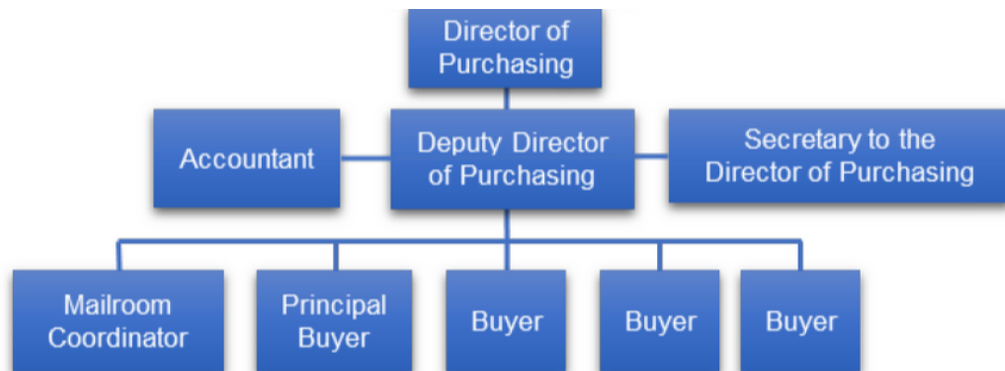 Director of
Purchasing
Accountant
Deputy Director
of Purchasing
Secretary to the
Director of Purchasing
Mailroom
Coordinator
Principal
Buyer
Buyer
Buyer
Buyer